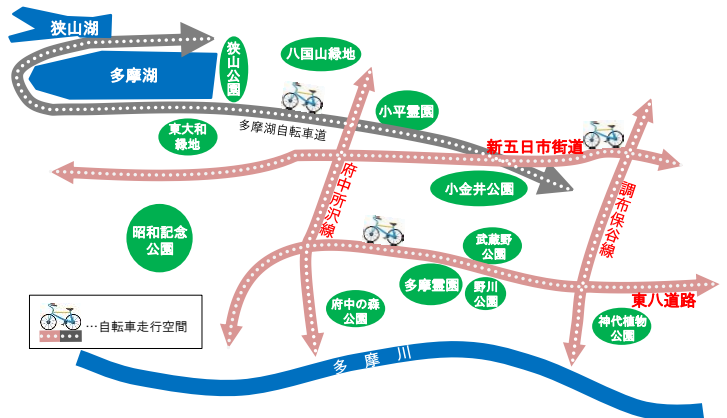 狭山湖
多摩湖
狭山公園
八国山緑地
小平霊園
東大和
緑地
多摩湖自転車道
新五日市街道
小金井公園
府中所沢線
調布保谷線
昭和記念
公園
武蔵野
公園
多摩霊園
野川
公園
府中の森
公園
東八道路
神代植物
公園
…自転車走行空間
多摩川